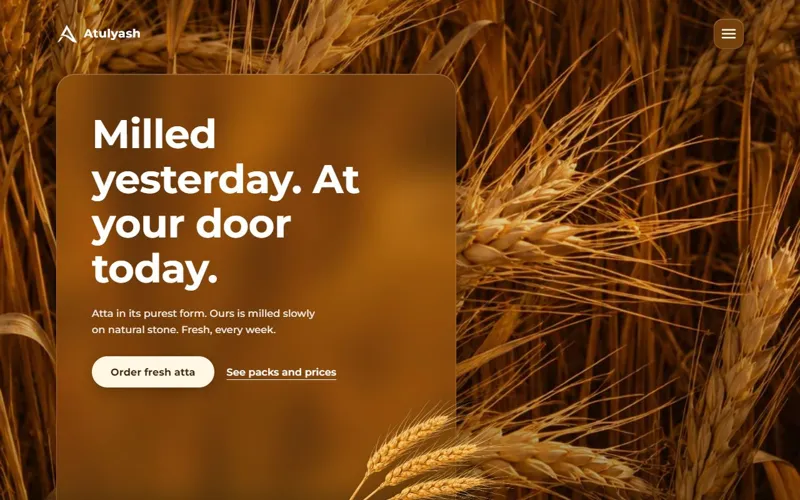 Atulyash
Milled
yesterday. At
your door
today.
Atta in its purest form. Ours is milled slowly
on natural stone. Fresh, every week.
Order fresh atta
See packs and prices